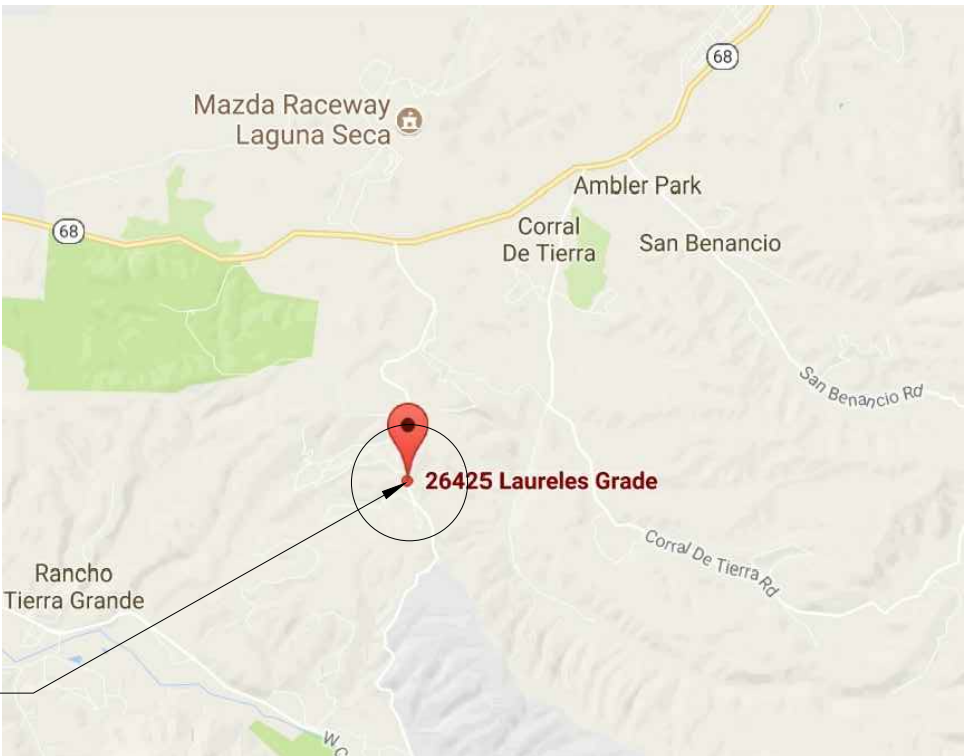 68
Mazda Raceway
Laguna Seca
Ambler Park
68
Corral
De Tierra
San Benancio
San Benancio Rd
26425 Laureles Grade
Corral De Tierra Rd
Rancho
Tierra Grande
W